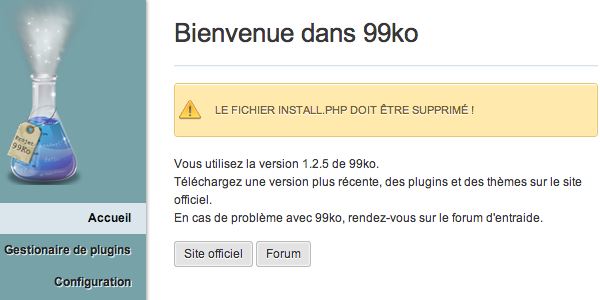 Bienvenue dans 99ko
LE FICHIER INSTALL.PHP DOIT ÊTRE SUPPRIMÉ !
Vous utilisez la version 1.2.5 de 99ko.
Téléchargez une version plus récente, des plugins et des thèmes sur le site
officiel.
En cas de problème avec 99ko, rendez-vous sur le forum d'entraide.
Site officiel
Forum
99Ko
Accueil
Gestionaire de plugins
Configuration